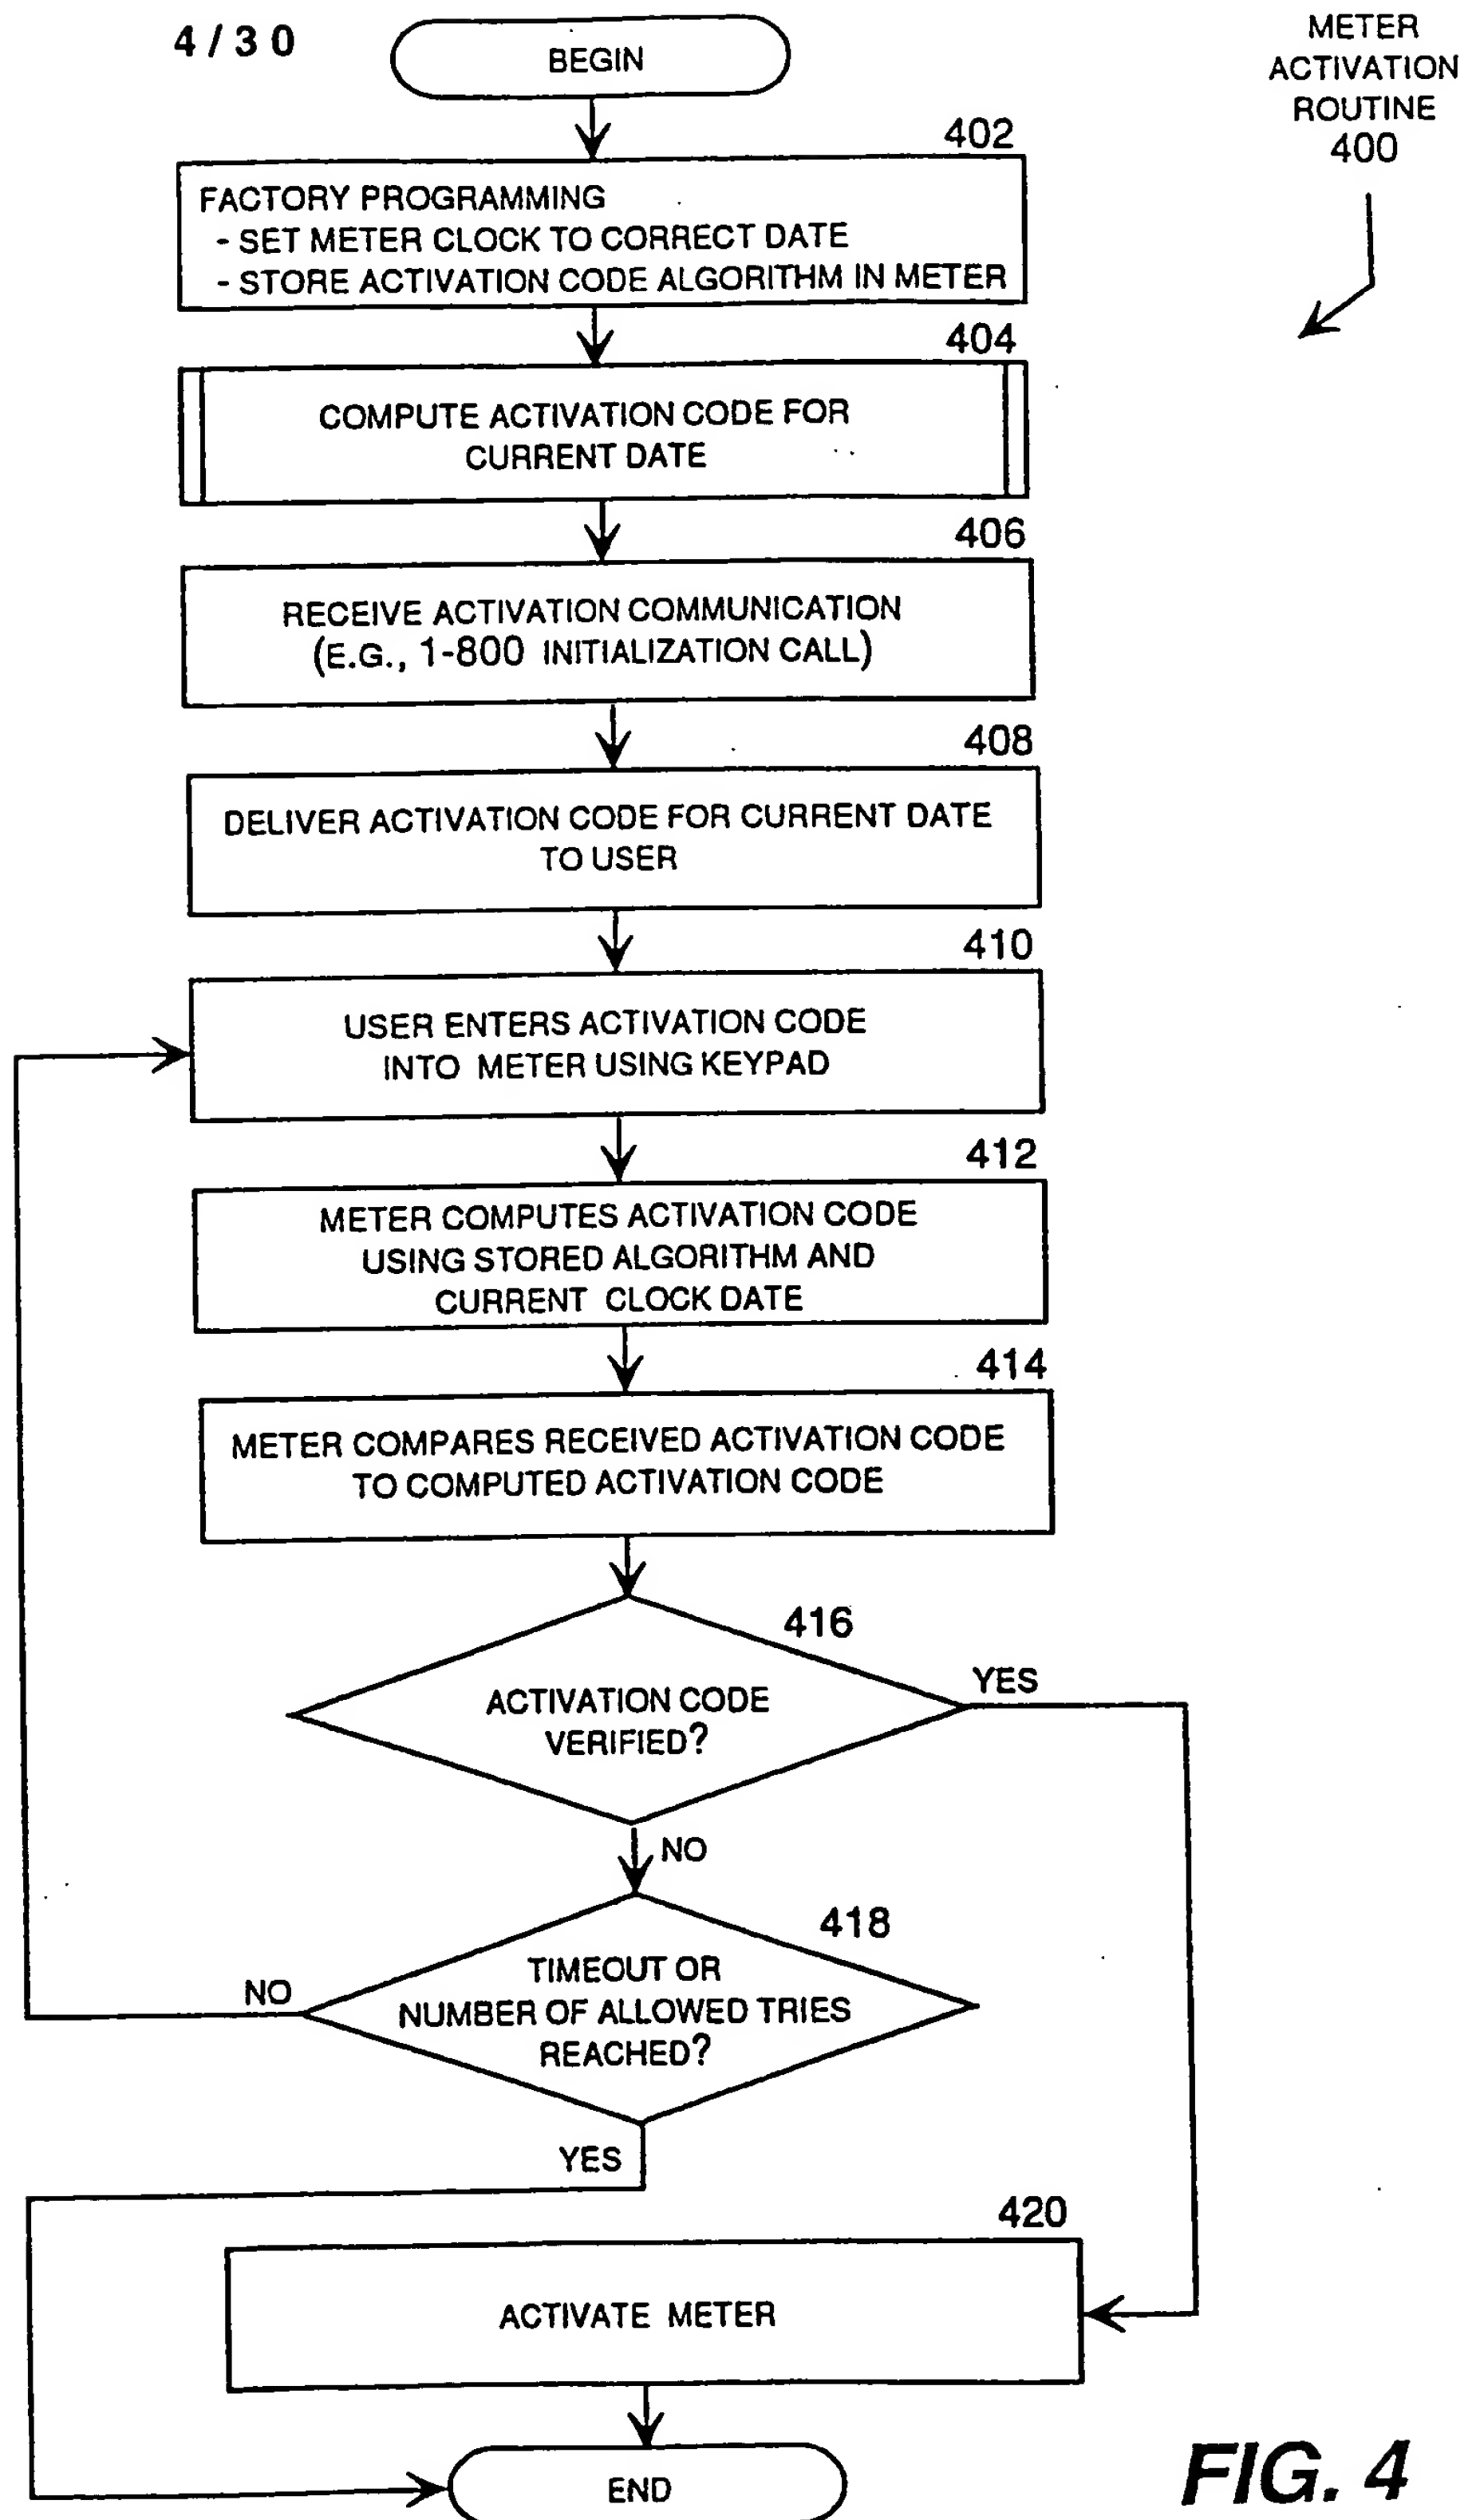 4/30
BEGIN
METER
ACTIVATION
ROUTINE
400
402
FACTORY PROGRAMMING
- SET METER CLOCK TO CORRECT DATE
- STORE ACTIVATION CODE ALGORITHM IN METER
404
COMPUTE ACTIVATION CODE FOR
CURRENT DATE
406
RECEIVE ACTIVATION COMMUNICATION
(E.G., 1-800 INITIALIZATION CALL)
408
DELIVER ACTIVATION CODE FOR CURRENT DATE
TO USER
410
USER ENTERS ACTIVATION CODE
INTO METER USING KEYPAD
412
METER COMPUTES ACTIVATION CODE
USING STORED ALGORITHM AND
CURRENT CLOCK DATE
414
METER COMPARES RECEIVED ACTIVATION CODE
TO COMPUTED ACTIVATION CODE
416
ACTIVATION CODE
VERIFIED?
YES
NO
418
TIMEOUT OR
NUMBER OF ALLOWED TRIES
REACHED?
NO
YES
420
ACTIVATE METER
END
FIG. 4